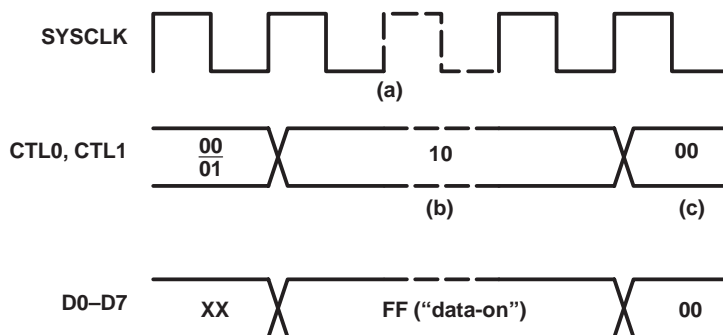 SYSCLK
(a)
CTL0, CTL1
00
01
10
00
(b)
(c)
D0–D7
XX
FF (“data-on”)
00